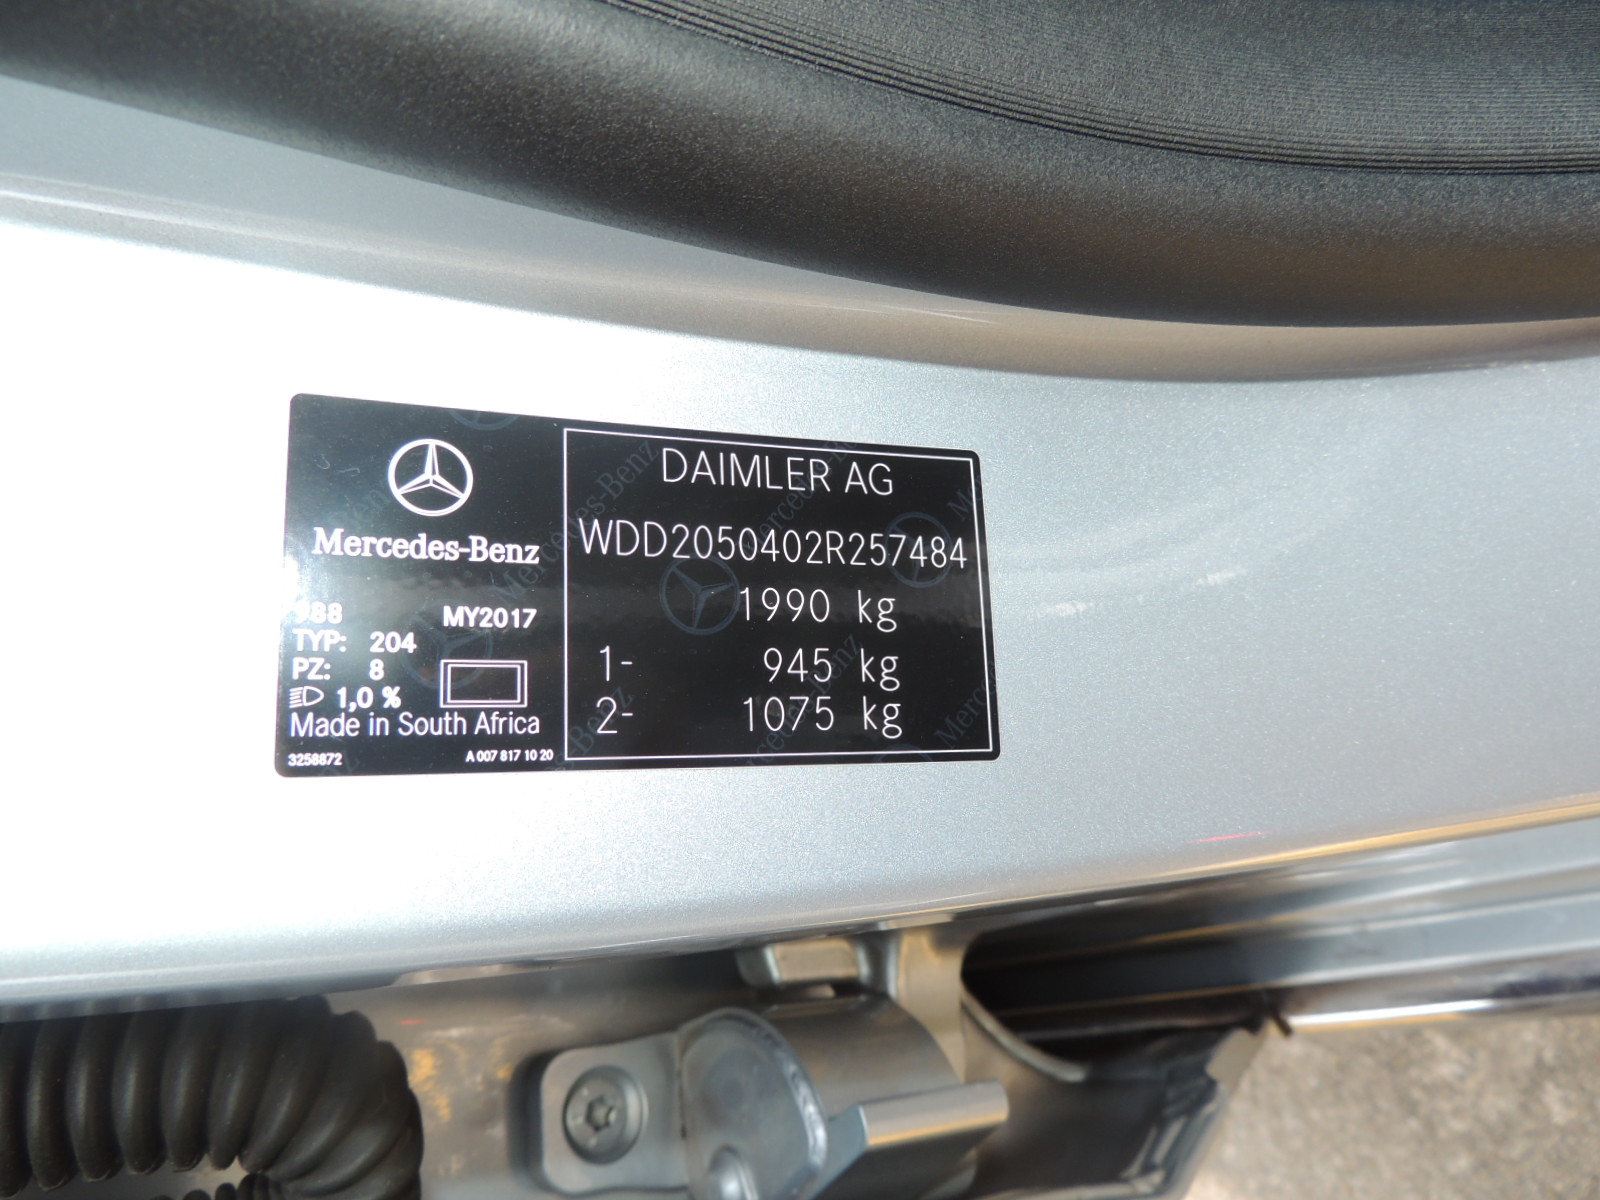 Mercedes-Benz
988 MY2017
TYP: 204
PZ: 8
1,0 %
Made in South Africa
3258872 A 007 817 10 20
DAIMLER AG
WDD2050402R257484
1990 kg
1- 945 kg
2- 1075 kg